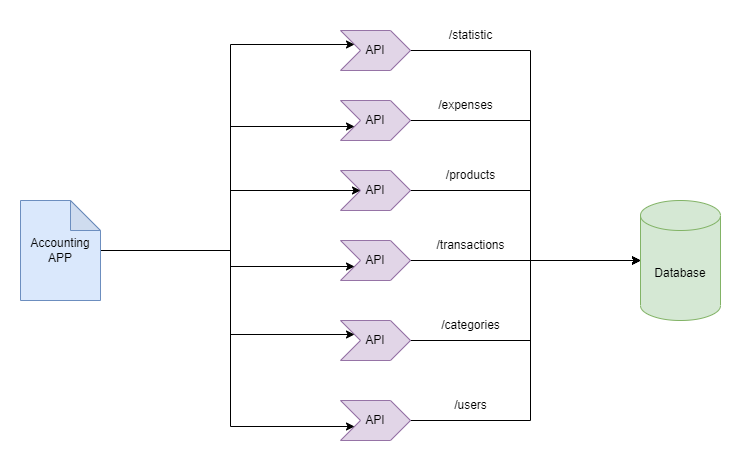 /statistic
API
/expenses
API
/products
API
Accounting
APP
/transactions
API
Database
/categories
API
/users
API